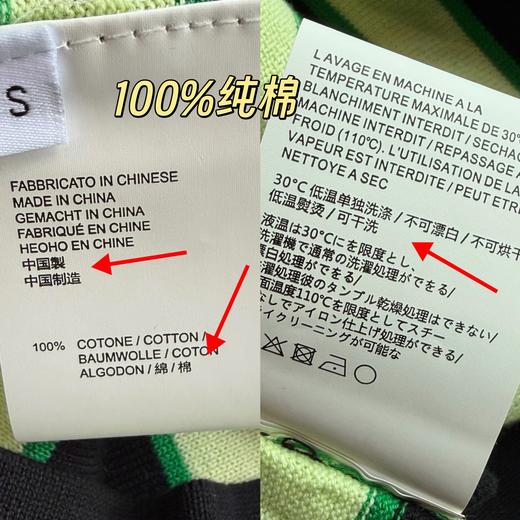 100%纯棉
S
FABBRICATO IN CHINESE
MADE IN CHINA
GEMACHT IN CHINA
FABRIQUÉ EN CHINE
HEOHO EN CHINE
中国製
中国制造
100% COTONE / COTTON /
BAUMWOLLE / COTON
ALGODON / 綿 / 棉
LAVAGE EN MACHINE A LA
TEMPERATURE MAXIMALE DE 30°C
BLANCHIMENT INTERDIT / SECHAGE
MACHINE INTERDIT / REPASSAGE A
FROID (110℃). L'UTILISATION DE LA
VAPEUR EST INTERDITE / PEUT ETRE
NETTOYE A SEC
30℃ 低温单独洗涤 / 不可漂白 / 不可烘干
低温熨烫 / 可干洗
液温は30℃にを限度とし、
洗濯機で通常の洗濯処理ができる/
漂白処理ができる/
洗濯処理後のタンブル乾燥処理はできない/
面温度110℃を限度としてスチー
なしでアイロン仕上げ処理ができる/
イクリーニングが可能な